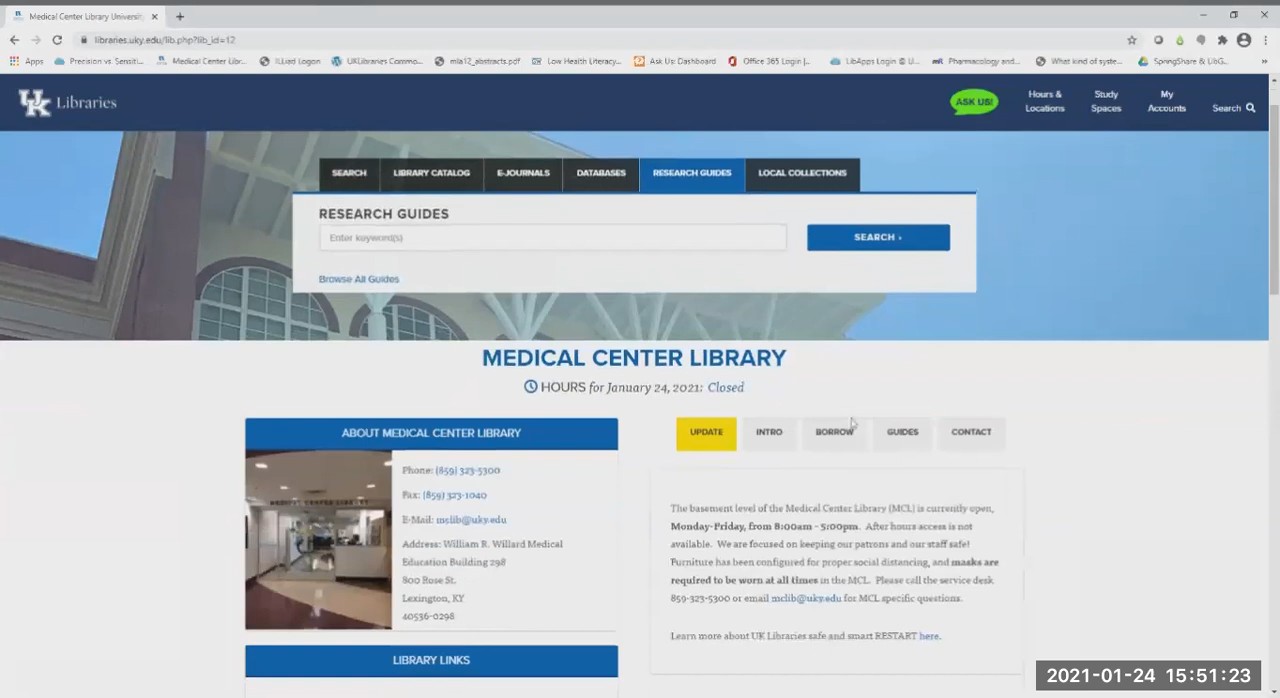 Medical Center Library Universit
libraries.uky.edu/lib.php?lib_id=12
Apps Precision vs. Sensiti... Medical Center Libr... ILLiad Logon UKLibraries Commo... mla12_abstracts.pdf Low Health Literacy... Ask Us: Dashboard Office 365 Login |... LibApps Login @ U... Pharmacology and... What kind of syste... SpringShare & LibG...
UK Libraries
ASK US!
Hours & Locations
Study Spaces
My Accounts
Search
SEARCH LIBRARY CATALOG E-JOURNALS DATABASES RESEARCH GUIDES LOCAL COLLECTIONS
RESEARCH GUIDES
Enter keyword(s)
SEARCH ›
Browse All Guides
MEDICAL CENTER LIBRARY
HOURS for January 24, 2021: Closed
ABOUT MEDICAL CENTER LIBRARY
MEDICAL CENTER LIBRARY
Phone: (859) 323-5300
Fax: (859) 323-1040
E-Mail: mclib@uky.edu
Address: William R. Willard Medical
Education Building 298
800 Rose St.
Lexington, KY
40536-0298
LIBRARY LINKS
UPDATE INTRO BORROW GUIDES CONTACT
The basement level of the Medical Center Library (MCL) is currently open,
Monday-Friday, from 8:00am - 5:00pm. After hours access is not
available. We are focused on keeping our patrons and our staff safe!
Furniture has been configured for proper social distancing, and masks are
required to be worn at all times in the MCL. Please call the service desk
859-323-5300 or email mclib@uky.edu for MCL specific questions.
Learn more about UK Libraries safe and smart RESTART here.
2021-01-24 15:51:23